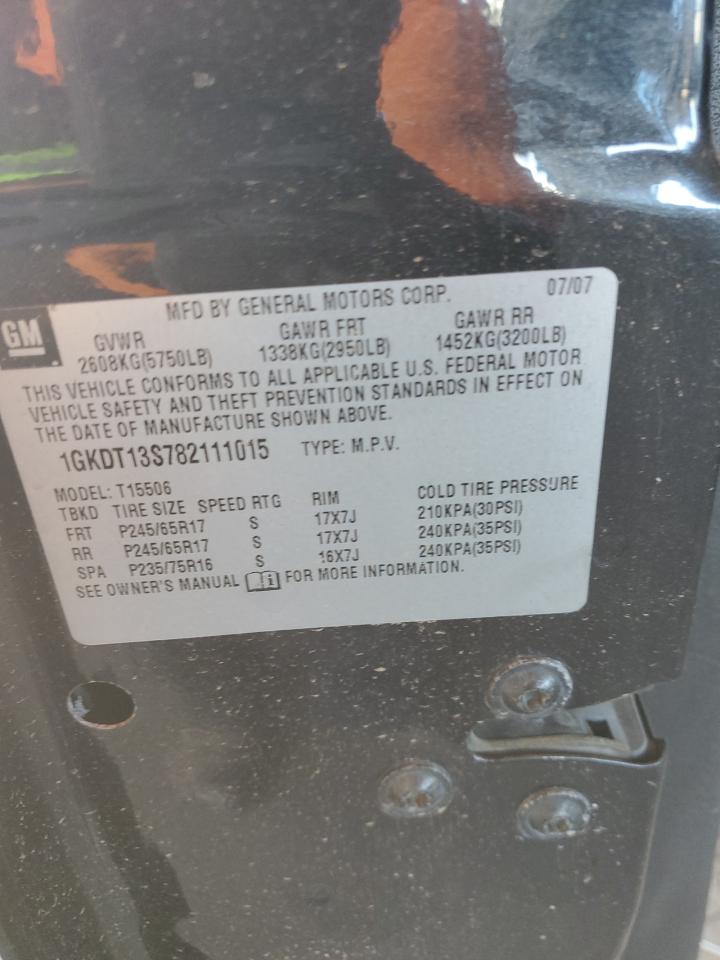 MFD BY GENERAL MOTORS CORP. 07/07
GM
GVWR GAWR FRT GAWR RR
2608KG(5750LB) 1338KG(2950LB) 1452KG(3200LB)
THIS VEHICLE CONFORMS TO ALL APPLICABLE U.S. FEDERAL MOTOR
VEHICLE SAFETY AND THEFT PREVENTION STANDARDS IN EFFECT ON
THE DATE OF MANUFACTURE SHOWN ABOVE.
1GKDT13S782111015 TYPE: M.P.V.
MODEL: T15506
TBKD TIRE SIZE SPEED RTG RIM COLD TIRE PRESSURE
FRT P245/65R17 S 17X7J 210KPA(30PSI)
RR P245/65R17 S 17X7J 240KPA(35PSI)
SPA P235/75R16 S 16X7J 240KPA(35PSI)
SEE OWNER'S MANUAL FOR MORE INFORMATION.